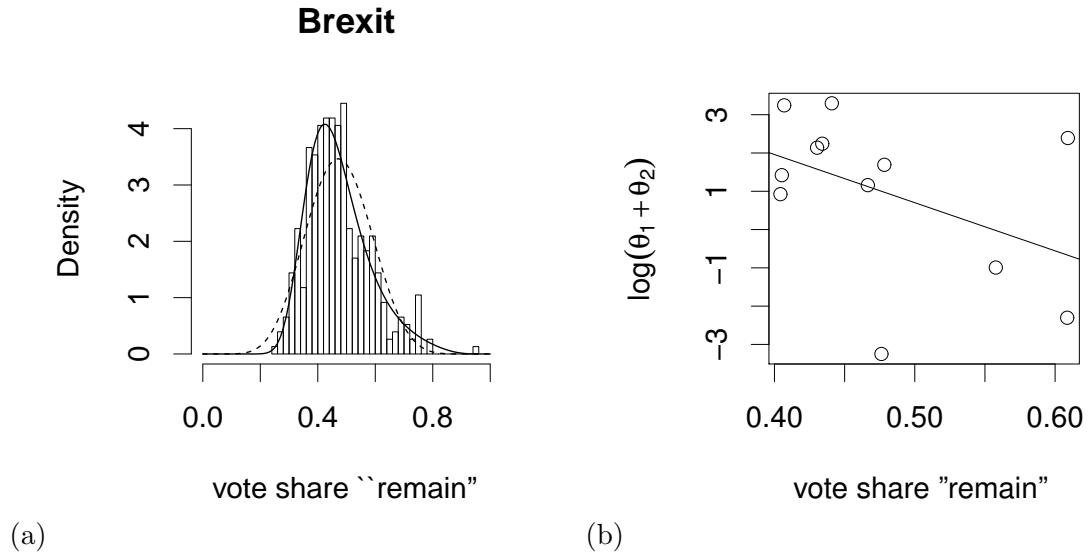 Brexit
Density
0 1 2 3 4
0.0 0.4 0.8
vote share ``remain”
(a)
log(θ₁ + θ₂)
−3 −1 1 3
0.40 0.50 0.60
vote share ”remain”
(b)